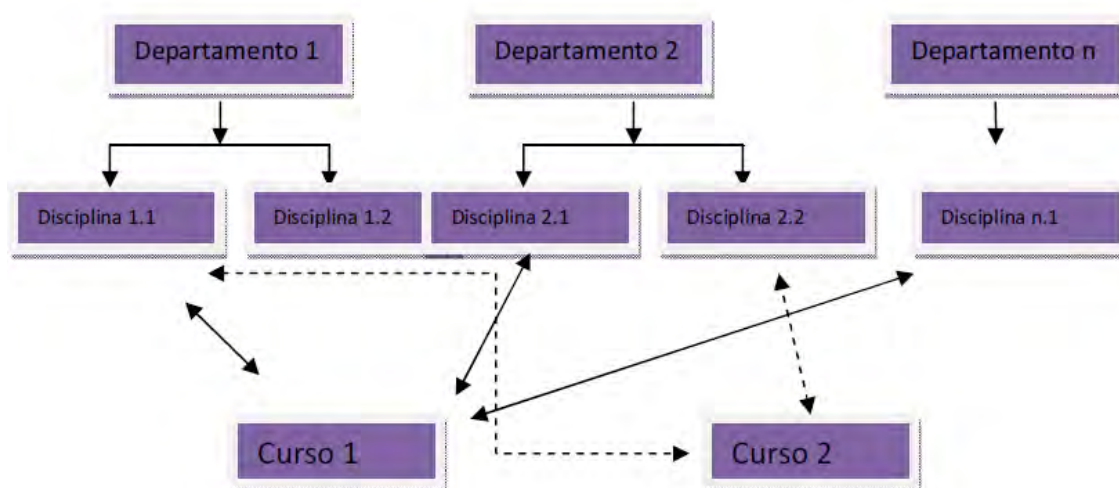 Departamento 1
Departamento 2
Departamento n
Disciplina 1.1
Disciplina 1.2
Disciplina 2.1
Disciplina 2.2
Disciplina n.1
Curso 1
Curso 2